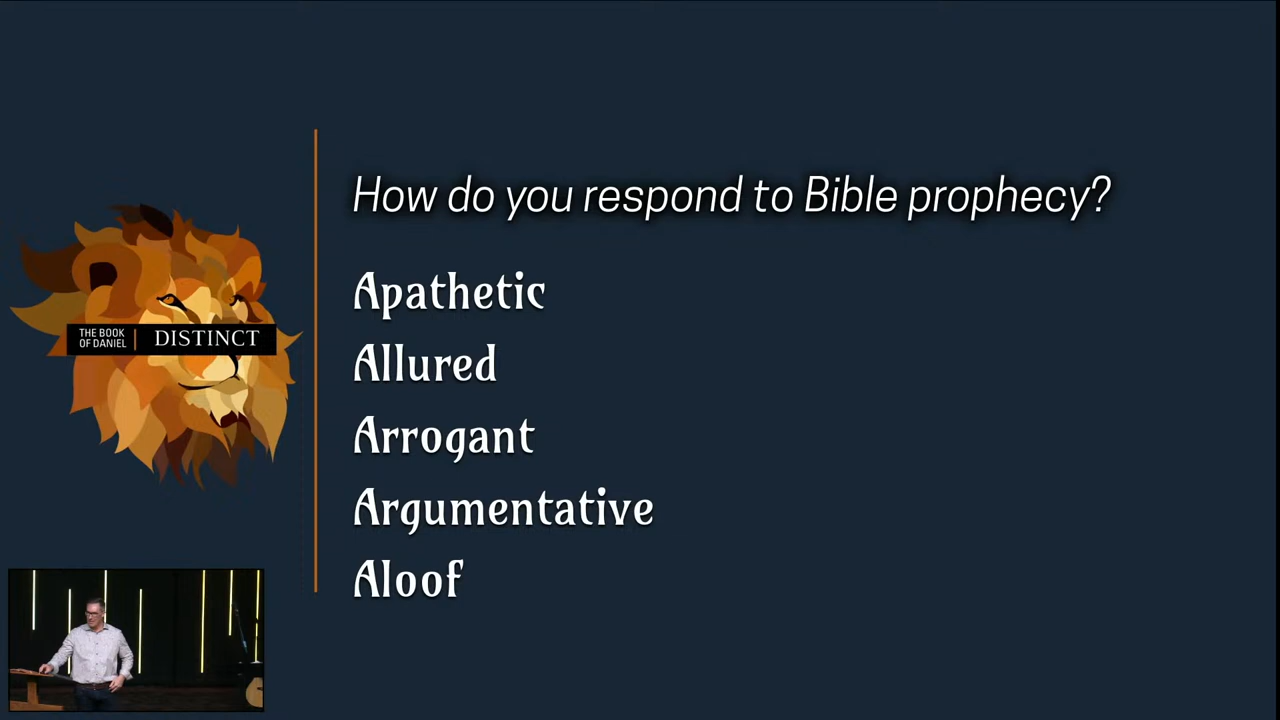 How do you respond to Bible prophecy?
Apathetic
Allured
Arrogant
Argumentative
Aloof
THE BOOK
OF DANIEL
DISTINCT